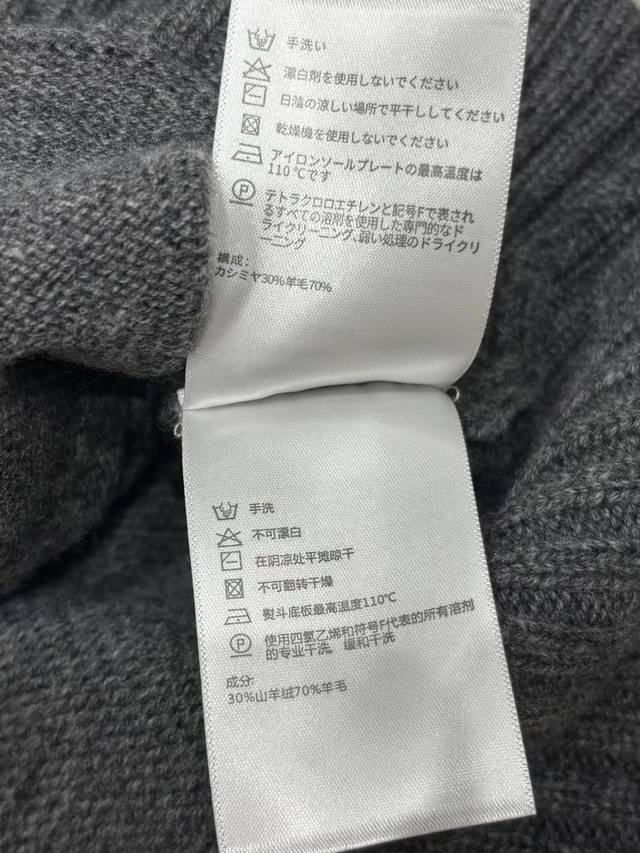 手洗い
漂白剤を使用しないでください
日陰の涼しい場所で平干ししてください
乾燥機を使用しないでください
アイロンソールプレートの最高温度は
110℃です
P
テトラクロロエチレンと記号Fで表され
るすべての溶剤を使用した専門的なド
ライクリーニング、弱い処理のドライクリ
ーニング
構成：
カシミヤ30%羊毛70%
手洗
不可漂白
在阴凉处平摊晾干
不可翻转干燥
熨斗底板最高温度110℃
P
使用四氯乙烯和符号F代表的所有溶剂
的专业干洗，缓和干洗
成分:
30%山羊绒70%羊毛